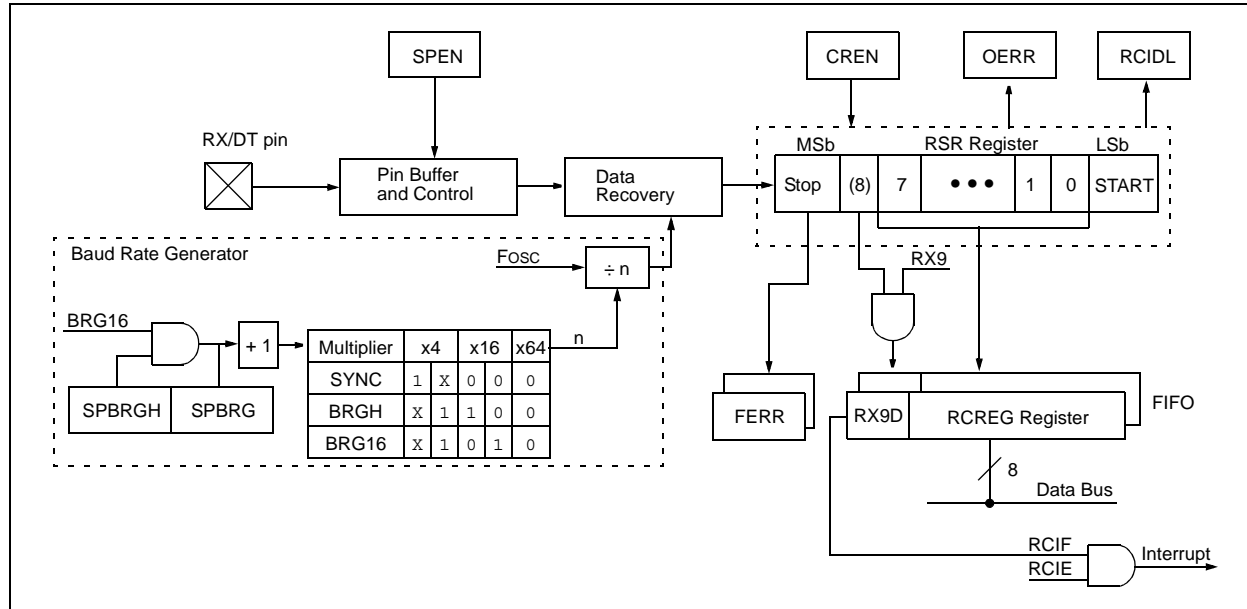 SPEN
CREN
OERR
RCIDL
RX/DT pin
Pin Buffer
and Control
Data
Recovery
MSb
RSR Register
LSb
Stop (8) 7 ••• 1 0 START
Baud Rate Generator
FOSC
÷ n
RX9
BRG16
+ 1
n
SPBRGH SPBRG
Multiplier x4 x16 x64
SYNC 1 X 0 0 0
BRGH X 1 1 0 0
BRG16 X 1 0 1 0
FERR
RX9D RCREG Register
FIFO
8
Data Bus
RCIF
RCIE
Interrupt